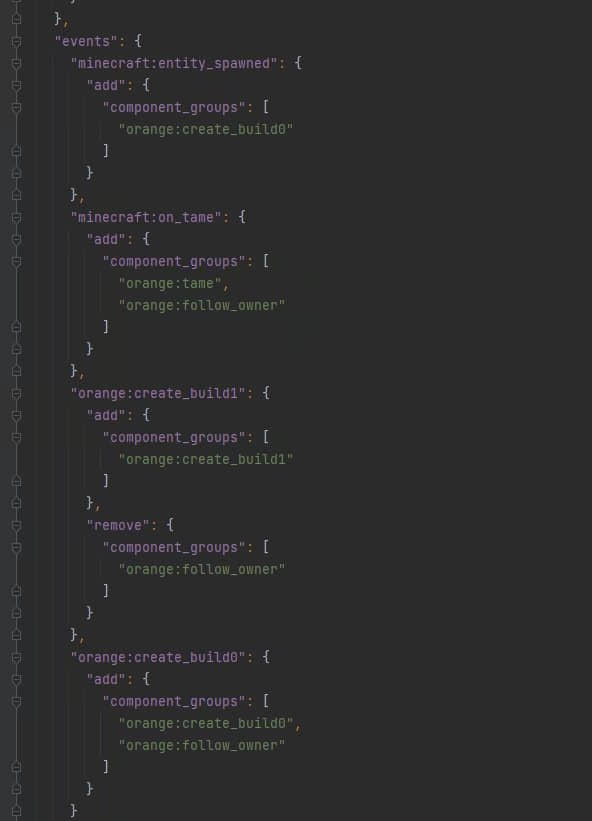 },
"events": {
"minecraft:entity_spawned": {
"add": {
"component_groups": [
"orange:create_build0"
]
}
},
"minecraft:on_tame": {
"add": {
"component_groups": [
"orange:tame",
"orange:follow_owner"
]
}
},
"orange:create_build1": {
"add": {
"component_groups": [
"orange:create_build1"
]
},
"remove": {
"component_groups": [
"orange:follow_owner"
]
}
},
"orange:create_build0": {
"add": {
"component_groups": [
"orange:create_build0",
"orange:follow_owner"
]
}
}